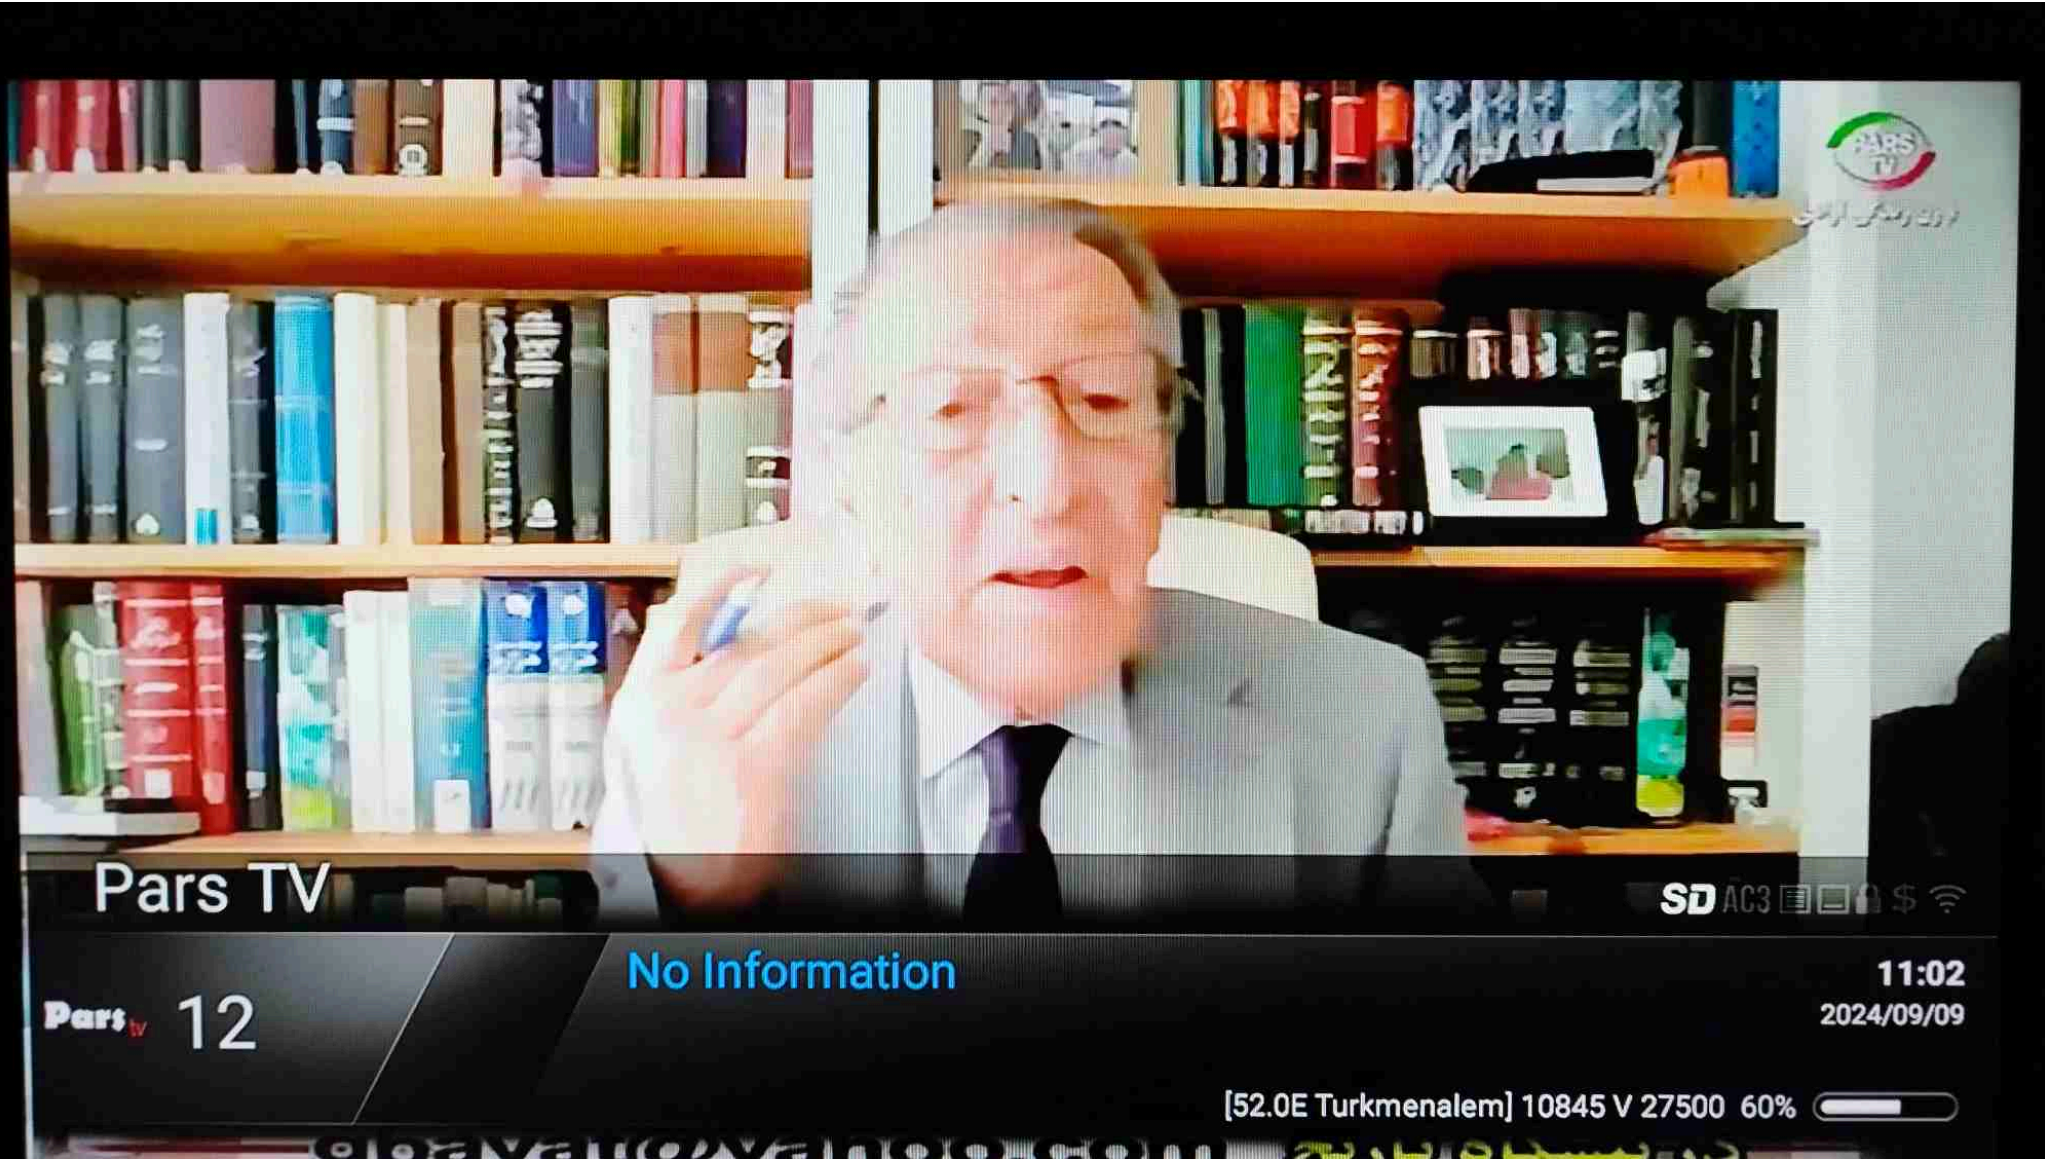 PARS
TV
Pars TV
SD AC3 $
No Information
11:02
Pars tv 12
2024/09/09
[52.0E Turkmenalem] 10845 V 27500 60%